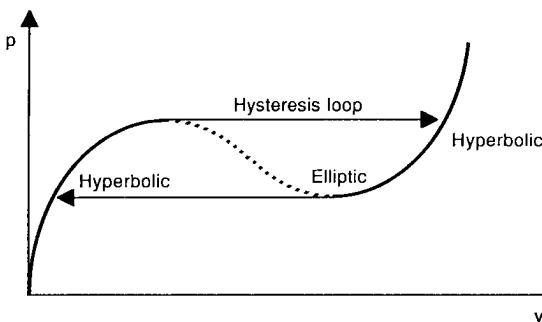 p
Hysteresis loop
Hyperbolic
Hyperbolic
Elliptic
v